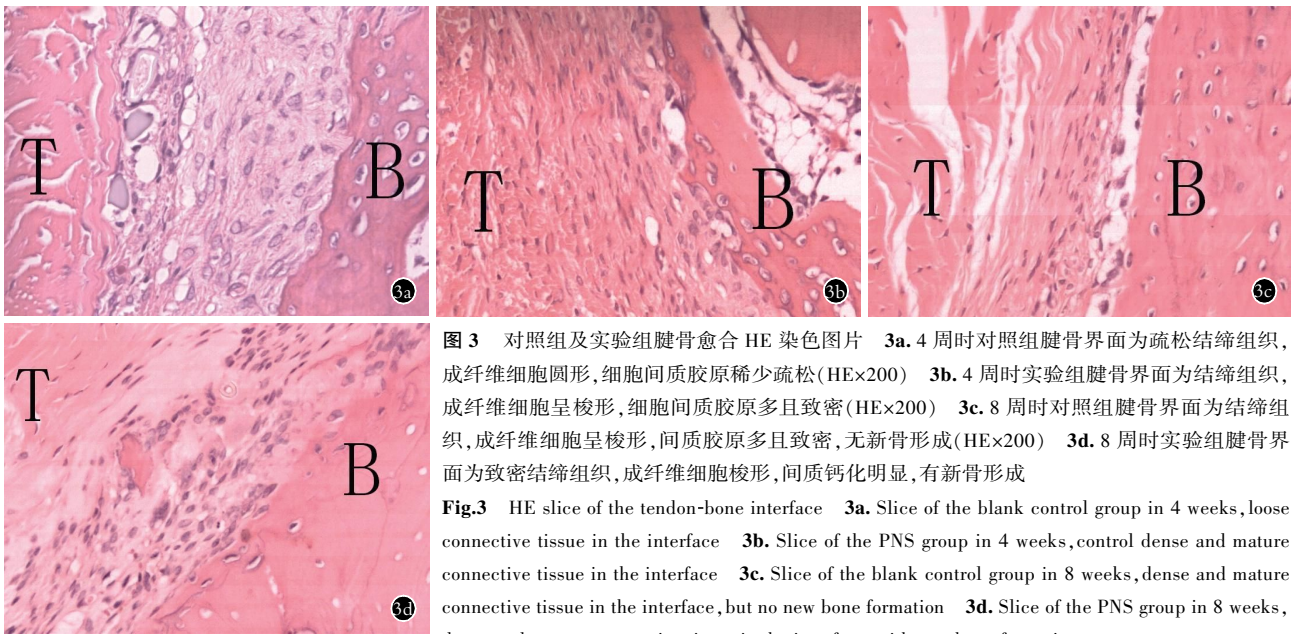 T
B
3a
T
B
3b
T
B
3c
T
B
3d
图 3 对照组及实验组腱骨愈合 HE 染色图片 3a. 4 周时对照组腱骨界面为疏松结缔组织，
成纤维细胞圆形，细胞间质胶原稀少疏松(HE×200) 3b. 4 周时实验组腱骨界面为结缔组织，
成纤维细胞呈梭形，细胞间质胶原多且致密(HE×200) 3c. 8 周时对照组腱骨界面为结缔组
织，成纤维细胞呈梭形，间质胶原多且致密，无新骨形成(HE×200) 3d. 8 周时实验组腱骨界
面为致密结缔组织，成纤维细胞梭形，间质钙化明显，有新骨形成
Fig.3 HE slice of the tendon-bone interface 3a. Slice of the blank control group in 4 weeks, loose
connective tissue in the interface 3b. Slice of the PNS group in 4 weeks, control dense and mature
connective tissue in the interface 3c. Slice of the blank control group in 8 weeks, dense and mature
connective tissue in the interface, but no new bone formation 3d. Slice of the PNS group in 8 weeks,